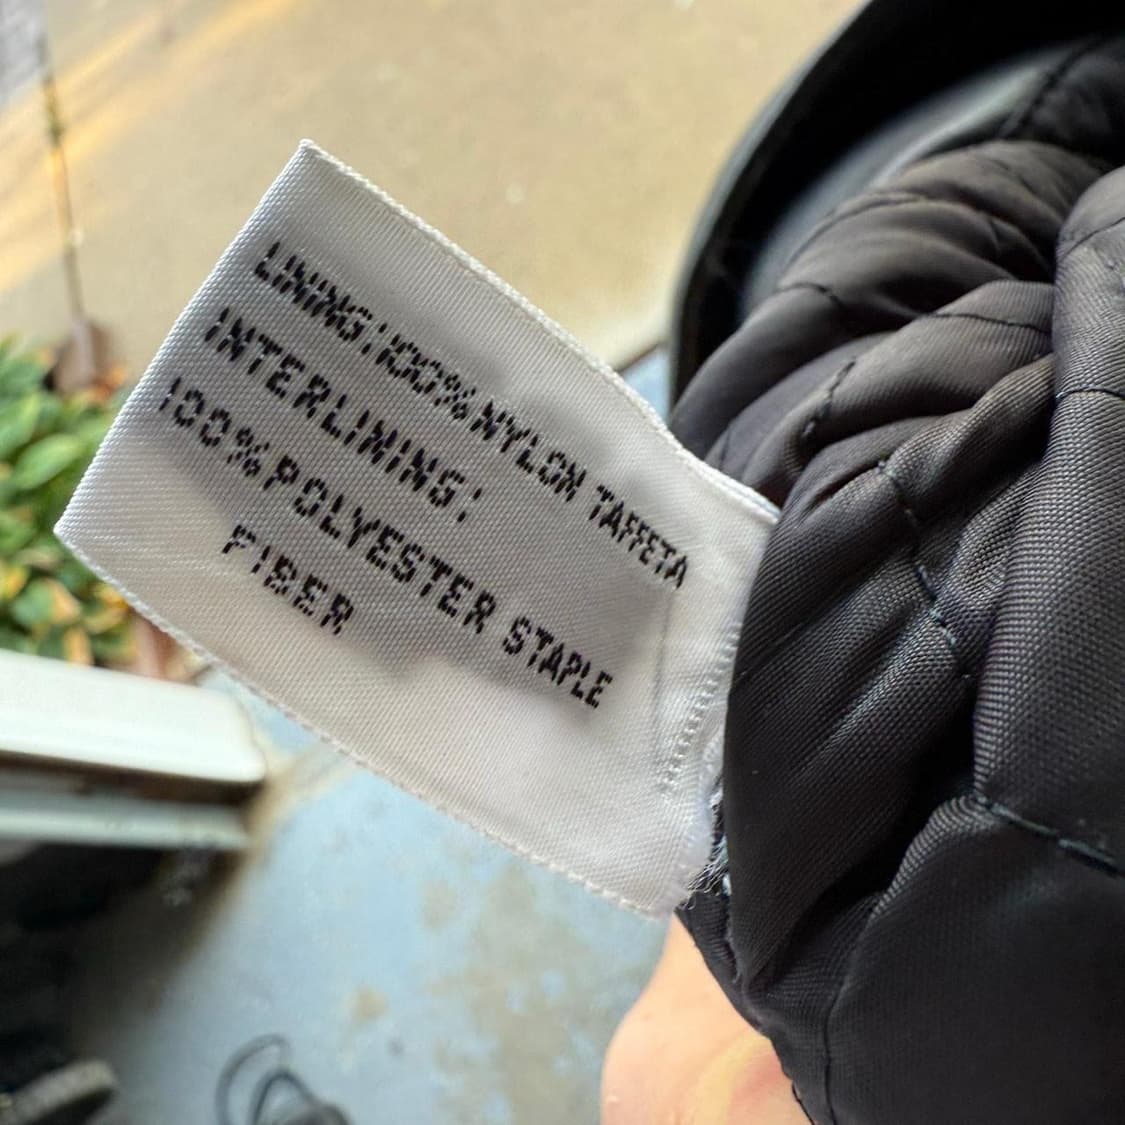 LINING:100%NYLON TAFFETA
INTERLINING:
100%POLYESTER STAPLE
FIBER